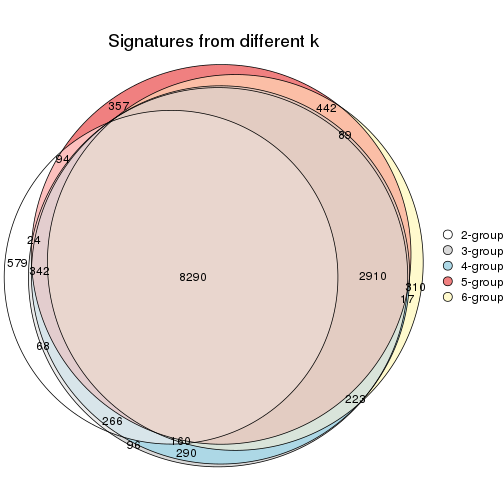 Signatures from different k
357
442
89
94
24
579
342
8290
2910
310
17
68
223
266
96
160
290
2-group
3-group
4-group
5-group
6-group